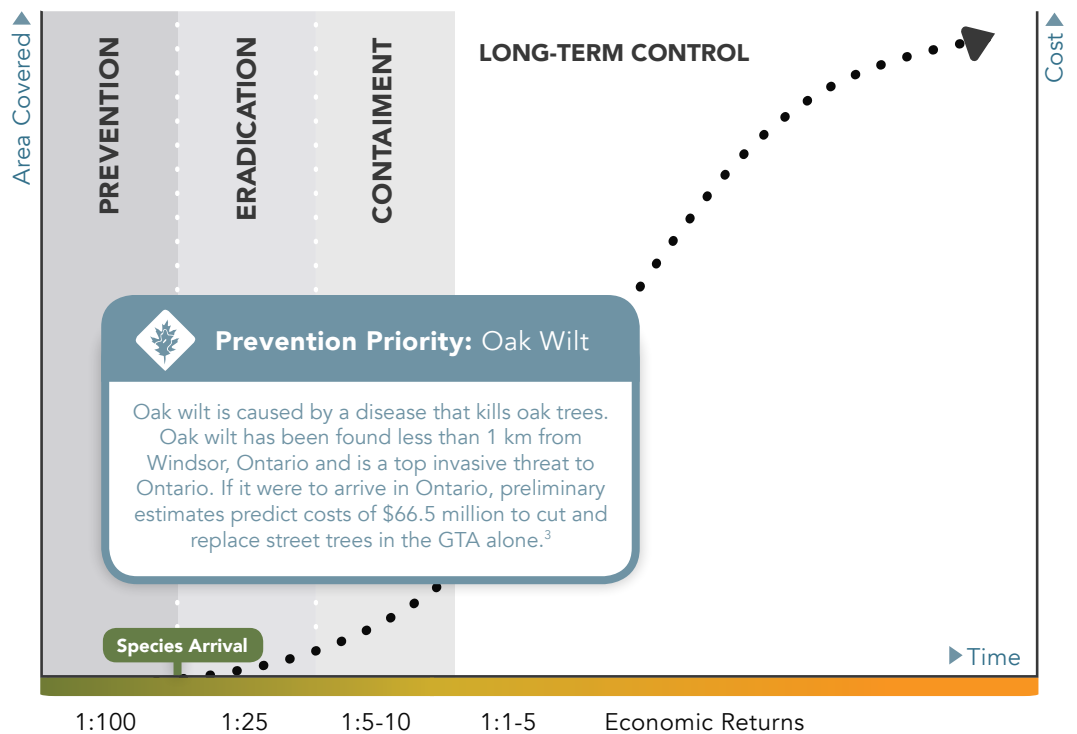 Area Covered
PREVENTION
ERADICATION
CONTAIMENT
LONG-TERM CONTROL
Cost
Prevention Priority: Oak Wilt
Oak wilt is caused by a disease that kills oak trees.
Oak wilt has been found less than 1 km from
Windsor, Ontario and is a top invasive threat to
Ontario. If it were to arrive in Ontario, preliminary
estimates predict costs of $66.5 million to cut and
replace street trees in the GTA alone.3
Species Arrival
Time
1:100 1:25 1:5-10 1:1-5 Economic Returns